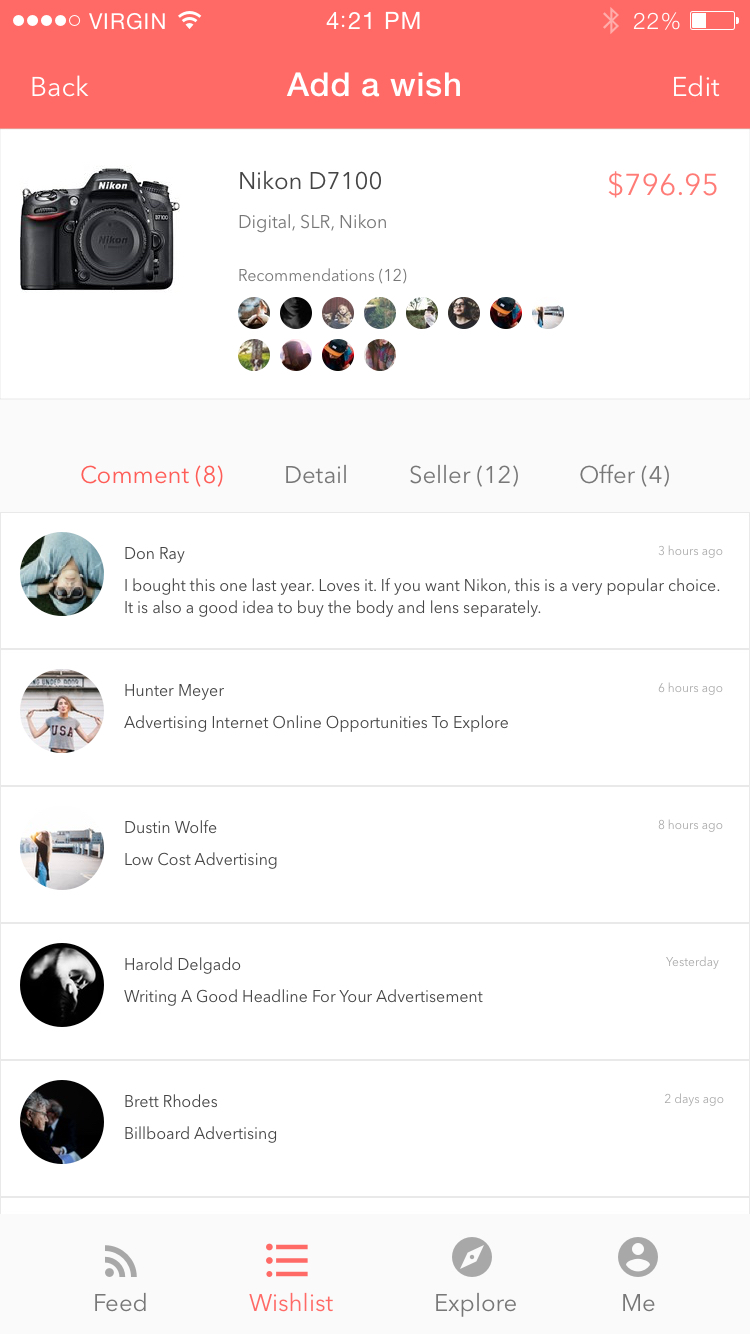 VIRGIN 4:21 PM 22%
Back Add a wish Edit
Nikon D7100 $796.95
Nikon
D7100
Nikon
Digital, SLR, Nikon
Recommendations (12)
Comment (8) Detail Seller (12) Offer (4)
Don Ray 3 hours ago
I bought this one last year. Loves it. If you want Nikon, this is a very popular choice.
It is also a good idea to buy the body and lens separately.
Hunter Meyer 6 hours ago
USA
Advertising Internet Online Opportunities To Explore
Dustin Wolfe 8 hours ago
Low Cost Advertising
Harold Delgado Yesterday
Writing A Good Headline For Your Advertisement
Brett Rhodes 2 days ago
Billboard Advertising
Feed Wishlist Explore Me